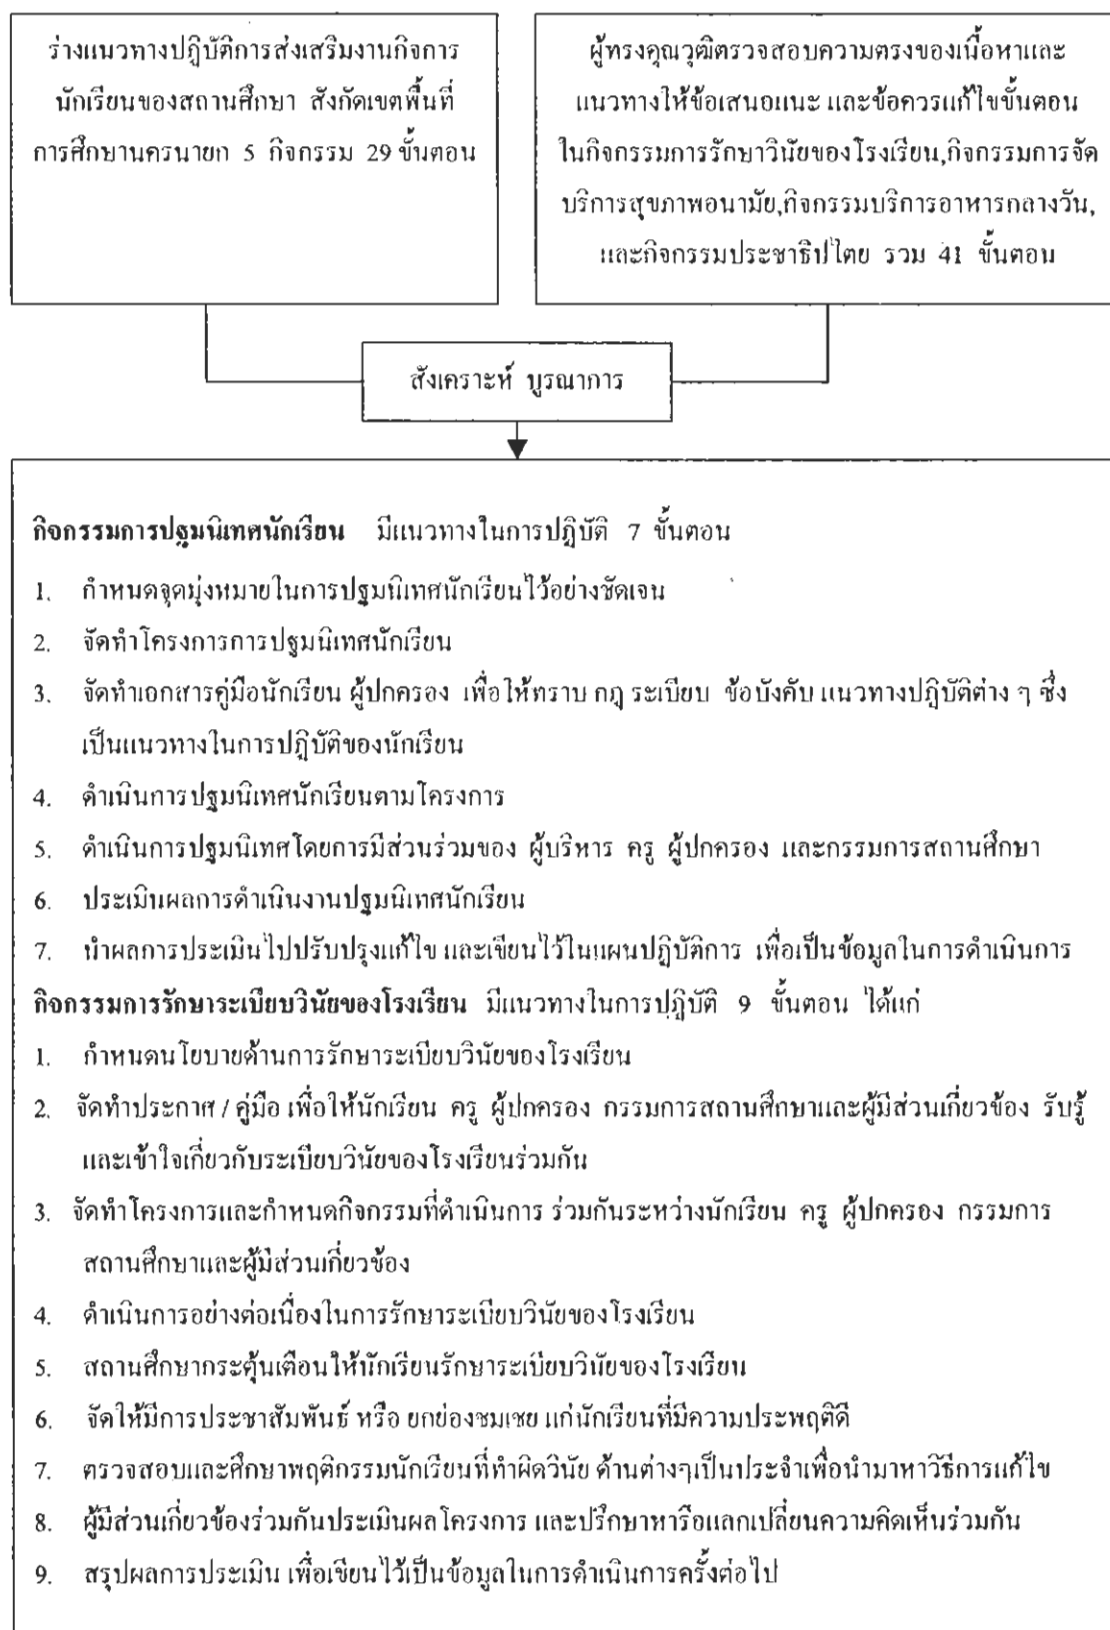 ร่างแนวทางปฏิบัติการส่งเสริมงานกิจการ
นักเรียนของสถานศึกษา สังกัดเขตพื้นที่
การศึกษานครนายก 5 กิจกรรม 29 ขั้นตอน
ผู้ทรงคุณวุฒิตรวจสอบความตรงของเนื้อหาและ
แนวทางให้ข้อเสนอแนะ และข้อควรแก้ไขขั้นตอน
ในกิจกรรมการรักษาวินัยของโรงเรียน,กิจกรรมการจัด
บริการสุขภาพอนามัย,กิจกรรมบริการอาหารกลางวัน,
และกิจกรรมประชาธิปไตย รวม 41 ขั้นตอน
สังเคราะห์ บูรณาการ
กิจกรรมการปฐมนิเทศนักเรียน มีแนวทางในการปฏิบัติ 7 ขั้นตอน
1. กำหนดจุดมุ่งหมายในการปฐมนิเทศนักเรียนไว้อย่างชัดเจน
2. จัดทำโครงการการปฐมนิเทศนักเรียน
3. จัดทำเอกสารคู่มือนักเรียน ผู้ปกครอง เพื่อให้ทราบ กฎ ระเบียบ ข้อบังคับ แนวทางปฏิบัติต่าง ๆ ซึ่ง
เป็นแนวทางในการปฏิบัติของนักเรียน
4. ดำเนินการปฐมนิเทศนักเรียนตามโครงการ
5. ดำเนินการปฐมนิเทศโดยการมีส่วนร่วมของ ผู้บริหาร ครู ผู้ปกครอง และกรรมการสถานศึกษา
6. ประเมินผลการดำเนินงานปฐมนิเทศนักเรียน
7. นำผลการประเมินไปปรับปรุงแก้ไข และเขียนไว้ในแผนปฏิบัติการ เพื่อเป็นข้อมูลในการดำเนินการ
กิจกรรมการรักษาระเบียบวินัยของโรงเรียน มีแนวทางในการปฏิบัติ 9 ขั้นตอน ได้แก่
1. กำหนดนโยบายด้านการรักษาระเบียบวินัยของโรงเรียน
2. จัดทำประกาศ / คู่มือ เพื่อให้นักเรียน ครู ผู้ปกครอง กรรมการสถานศึกษาและผู้มีส่วนเกี่ยวข้อง รับรู้
และเข้าใจเกี่ยวกับระเบียบวินัยของโรงเรียนร่วมกัน
3. จัดทำโครงการและกำหนดกิจกรรมที่ดำเนินการ ร่วมกันระหว่างนักเรียน ครู ผู้ปกครอง กรรมการ
สถานศึกษาและผู้มีส่วนเกี่ยวข้อง
4. ดำเนินการอย่างต่อเนื่องในการรักษาระเบียบวินัยของโรงเรียน
5. สถานศึกษากระตุ้นเตือนให้นักเรียนรักษาระเบียบวินัยของโรงเรียน
6. จัดให้มีการประชาสัมพันธ์ หรือ ยกย่องชมเชย แก่นักเรียนที่มีความประพฤติดี
7. ตรวจสอบและศึกษาพฤติกรรมนักเรียนที่ทำผิดวินัย ด้านต่างๆเป็นประจำเพื่อนำมาหาวิธีการแก้ไข
8. ผู้มีส่วนเกี่ยวข้องร่วมกันประเมินผลโครงการ และปรึกษาหารือแลกเปลี่ยนความคิดเห็นร่วมกัน
9. สรุปผลการประเมิน เพื่อเขียนไว้เป็นข้อมูลในการดำเนินการครั้งต่อไป